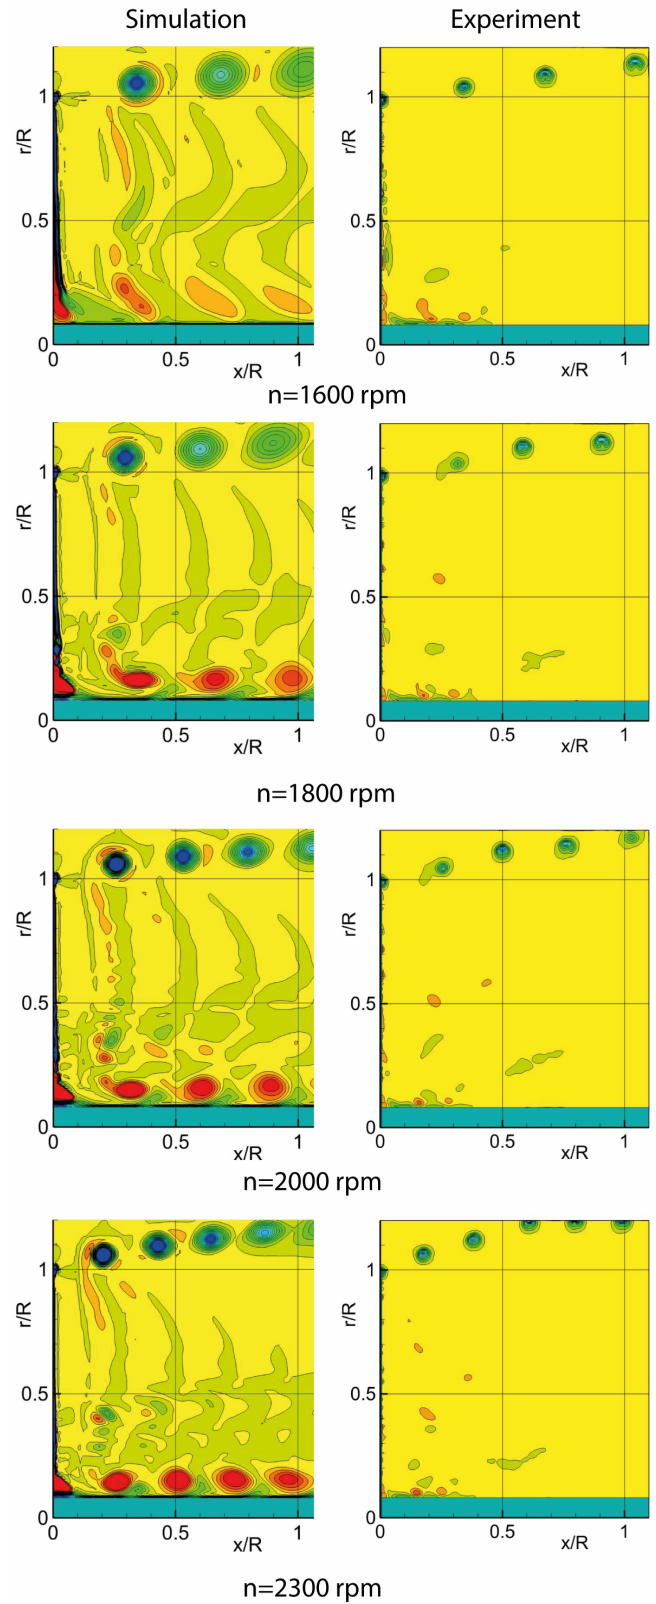 Simulation Experiment
1 1
r/R r/R
0.5 0.5
0 0
0 0.5 1 0 0.5 1
x/R x/R
n=1600 rpm
1 1
r/R r/R
0.5 0.5
0 0
0 0.5 1 0 0.5 1
x/R x/R
n=1800 rpm
1 1
r/R r/R
0.5 0.5
0 0
0 0.5 1 0 0.5 1
x/R x/R
n=2000 rpm
1 1
r/R r/R
0.5 0.5
0 0
0 0.5 1 0 0.5 1
x/R x/R
n=2300 rpm